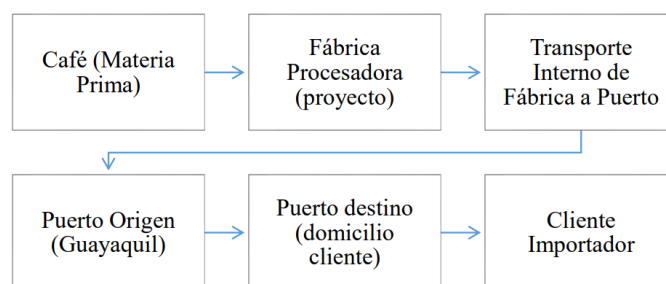 Café (Materia
Prima)
Fábrica
Procesadora
(proyecto)
Transporte
Interno de
Fábrica a Puerto
Puerto Origen
(Guayaquil)
Puerto destino
(domicilio
cliente)
Cliente
Importador